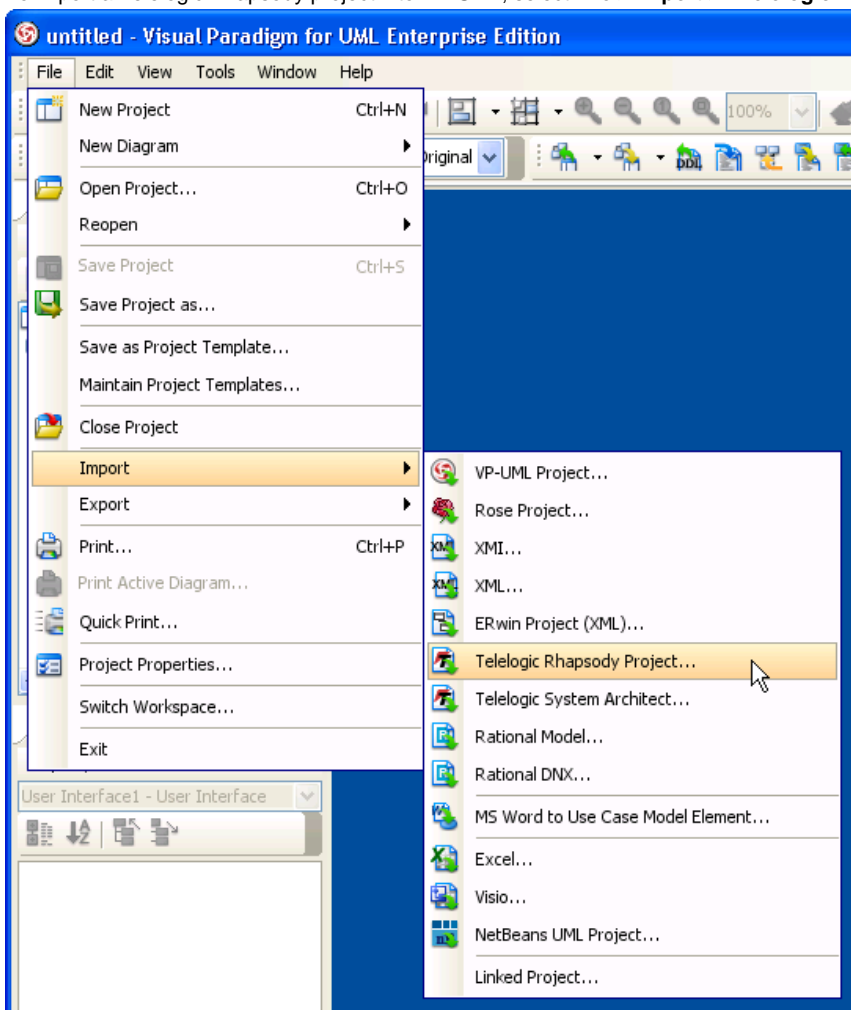 untitled - Visual Paradigm for UML Enterprise Edition
File Edit View Tools Window Help
New Project Ctrl+N
100%
New Diagram
Original
DDL
Open Project... Ctrl+O
Reopen
Save Project Ctrl+S
Save Project as...
Save as Project Template...
Maintain Project Templates...
Close Project
Import
Export
Print... Ctrl+P
Print Active Diagram...
Quick Print...
Project Properties...
Switch Workspace...
Exit
VP-UML Project...
Rose Project...
XMI...
XML...
ERwin Project (XML)...
Telelogic Rhapsody Project...
Telelogic System Architect...
Rational Model...
Rational DNX...
MS Word to Use Case Model Element...
Excel...
Visio...
NetBeans UML Project...
Linked Project...
User Interface1 - User Interface